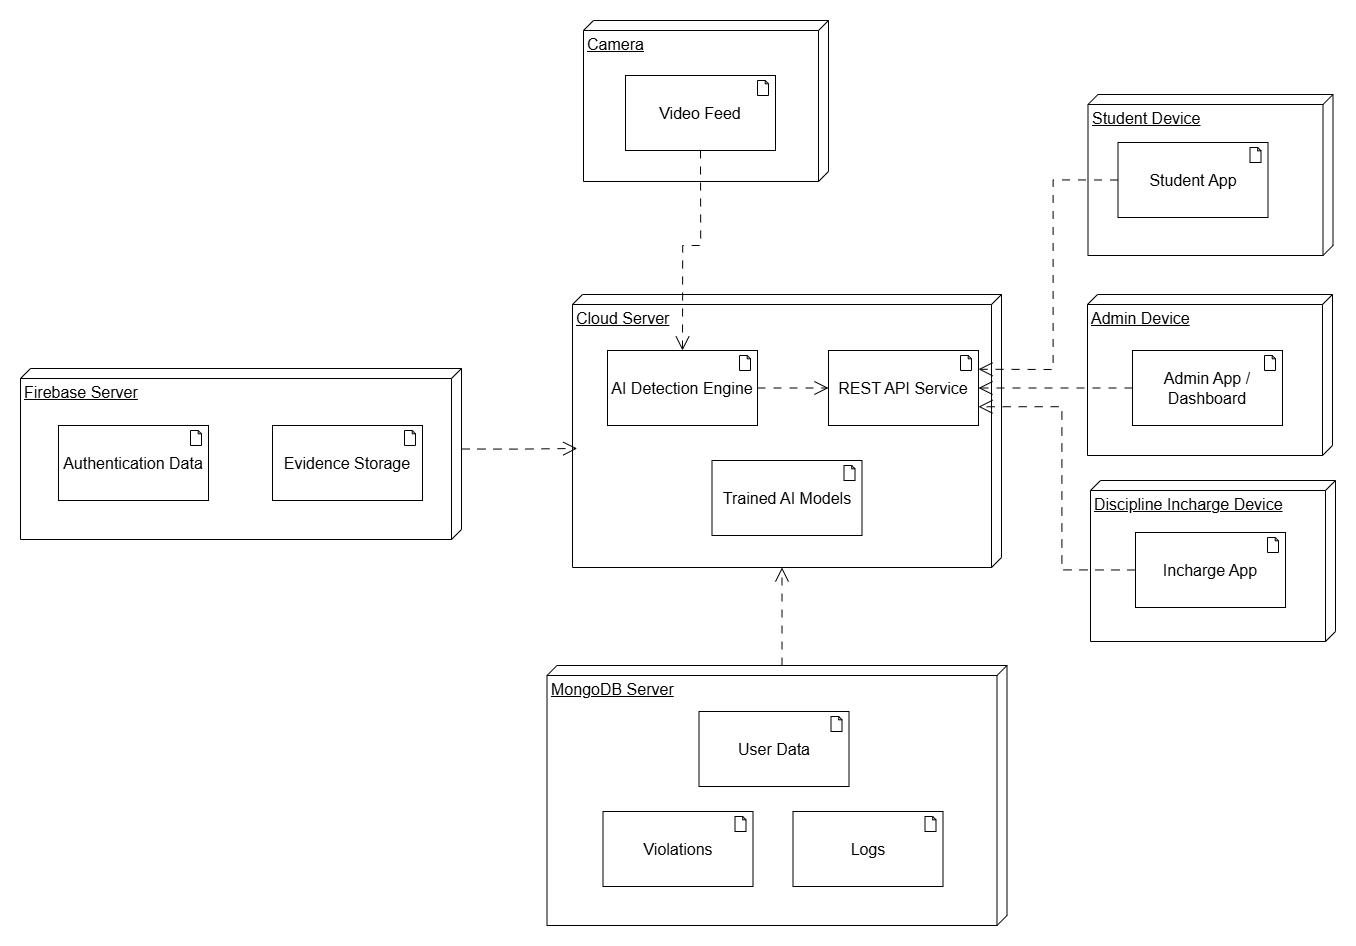 Camera
Video Feed
Student Device
Student App
Cloud Server
AI Detection Engine
REST API Service
Trained AI Models
Admin Device
Admin App /
Dashboard
Firebase Server
Authentication Data
Evidence Storage
Discipline Incharge Device
Incharge App
MongoDB Server
User Data
Violations
Logs